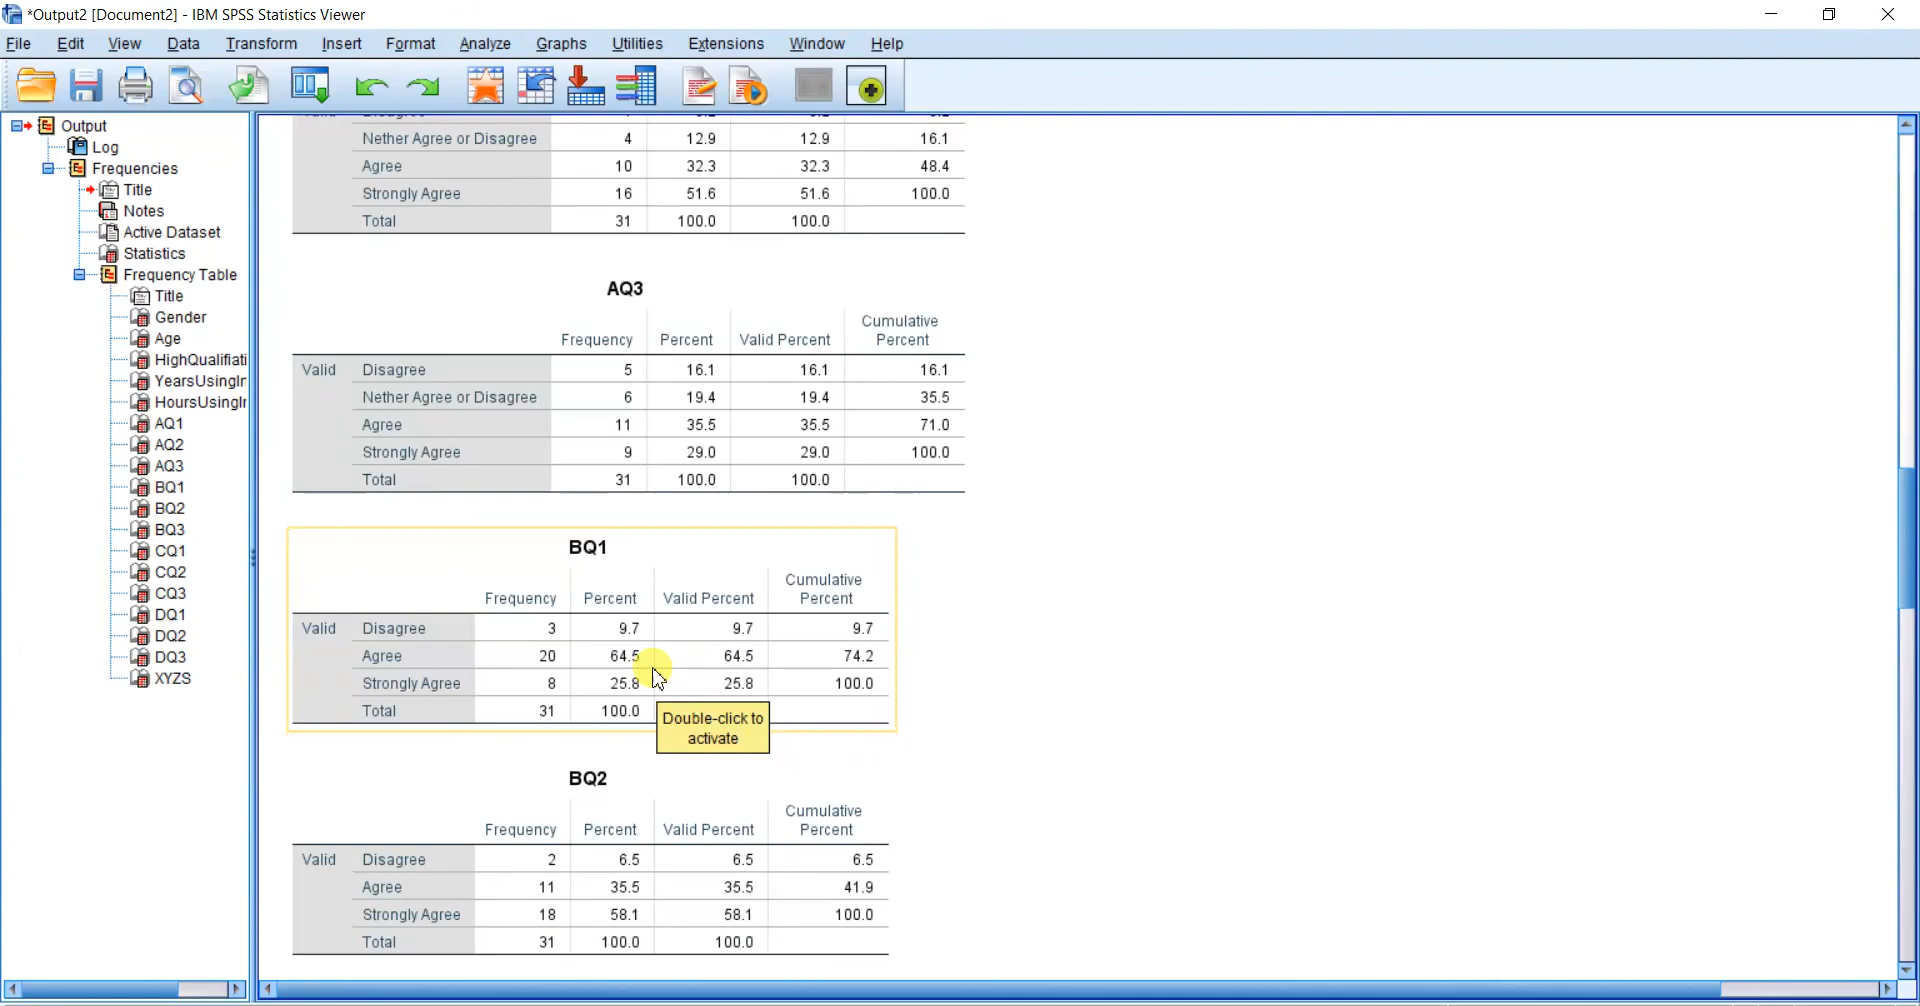 *Output2 [Document2] - IBM SPSS Statistics Viewer
File Edit View Data Transform Insert Format Analyze Graphs Utilities Extensions Window Help
Output
Log
Frequencies
Title
Notes
Active Dataset
Statistics
Frequency Table
Title
Gender
Age
HighQualifiati
YearsUsingIr
HoursUsingIr
AQ1
AQ2
AQ3
BQ1
BQ2
BQ3
CQ1
CQ2
CQ3
DQ1
DQ2
DQ3
XYZS
Nether Agree or Disagree 4 12.9 12.9 16.1
Agree 10 32.3 32.3 48.4
Strongly Agree 16 51.6 51.6 100.0
Total 31 100.0 100.0
AQ3
Frequency Percent Valid Percent Cumulative Percent
Valid Disagree 5 16.1 16.1 16.1
Nether Agree or Disagree 6 19.4 19.4 35.5
Agree 11 35.5 35.5 71.0
Strongly Agree 9 29.0 29.0 100.0
Total 31 100.0 100.0
BQ1
Frequency Percent Valid Percent Cumulative Percent
Valid Disagree 3 9.7 9.7 9.7
Agree 20 64.5 64.5 74.2
Strongly Agree 8 25.8 25.8 100.0
Total 31 100.0
Double-click to
activate
BQ2
Frequency Percent Valid Percent Cumulative Percent
Valid Disagree 2 6.5 6.5 6.5
Agree 11 35.5 35.5 41.9
Strongly Agree 18 58.1 58.1 100.0
Total 31 100.0 100.0